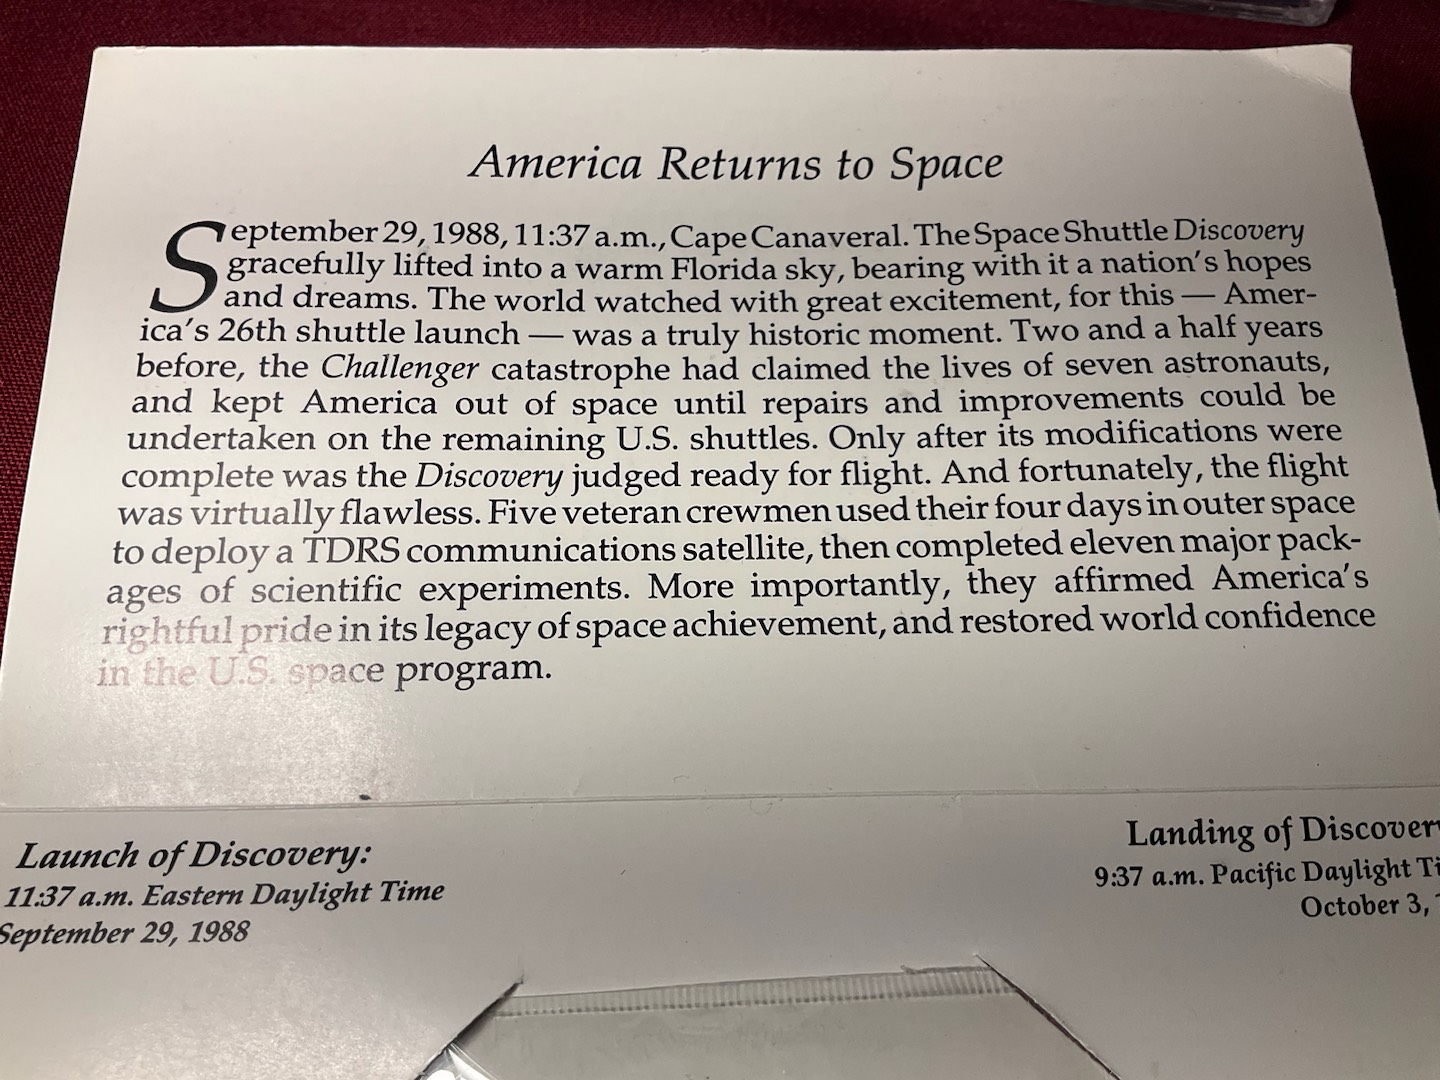 America Returns to Space
September 29, 1988, 11:37 a.m., Cape Canaveral. The Space Shuttle Discovery
gracefully lifted into a warm Florida sky, bearing with it a nation's hopes
and dreams. The world watched with great excitement, for this — Amer-
ica's 26th shuttle launch — was a truly historic moment. Two and a half years
before, the Challenger catastrophe had claimed the lives of seven astronauts,
and kept America out of space until repairs and improvements could be
undertaken on the remaining U.S. shuttles. Only after its modifications were
complete was the Discovery judged ready for flight. And fortunately, the flight
was virtually flawless. Five veteran crewmen used their four days in outer space
to deploy a TDRS communications satellite, then completed eleven major pack-
ages of scientific experiments. More importantly, they affirmed America's
rightful pride in its legacy of space achievement, and restored world confidence
in the U.S. space program.
Launch of Discovery:
11:37 a.m. Eastern Daylight Time
September 29, 1988
Landing of
9:37 a.m. Pacific Daylight
October 3,